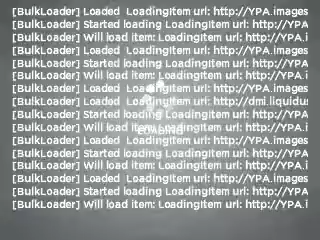 [BulkLoader] Loaded LoadingItem url: http://YPA.images
[BulkLoader] Started loading LoadingItem url: http://YPA
[BulkLoader] Will load item: LoadingItem url: http://YPA.i
[BulkLoader] Loaded LoadingItem url: http://YPA.images
[BulkLoader] Started loading LoadingItem url: http://YPA
[BulkLoader] Will load item: LoadingItem url: http://YPA.i
[BulkLoader] Loaded LoadingItem url: http://YPA.images
[BulkLoader] Loaded LoadingItem url: http://dmi.liquidus
[BulkLoader] Started loading LoadingItem url: http://YPA
[BulkLoader] Will load item: LoadingItem url: http://YPA.i
LOADING
[BulkLoader] Loaded LoadingItem url: http://YPA.images
[BulkLoader] Started loading LoadingItem url: http://YPA
[BulkLoader] Will load item: LoadingItem url: http://YPA.i
[BulkLoader] Loaded LoadingItem url: http://YPA.images
[BulkLoader] Started loading LoadingItem url: http://YPA
[BulkLoader] Will load item: LoadingItem url: http://YPA.i